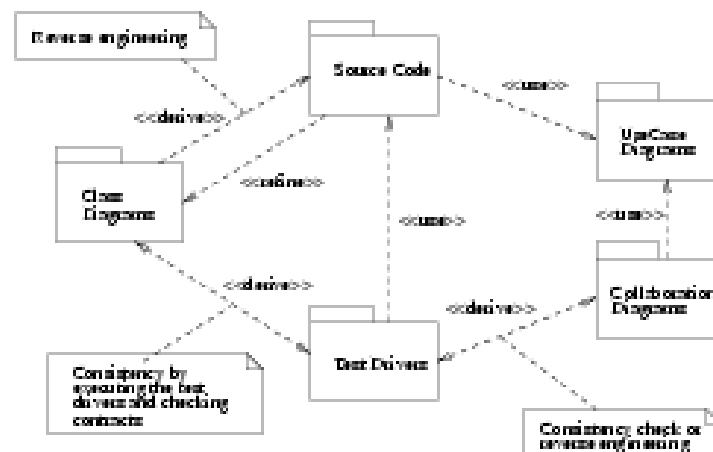 Reverse engineering
Source Code
<<derive>>
<<use>>
UseCase
Diagrams
Class
Diagrams
<<refine>>
<<use>>
<<use>>
<<derive>>
<<derive>>
Collaboration
Diagrams
Test Drivers
Consistency by
executing the test
drivers and checking
contracts
Consistency check or
reverse engineering